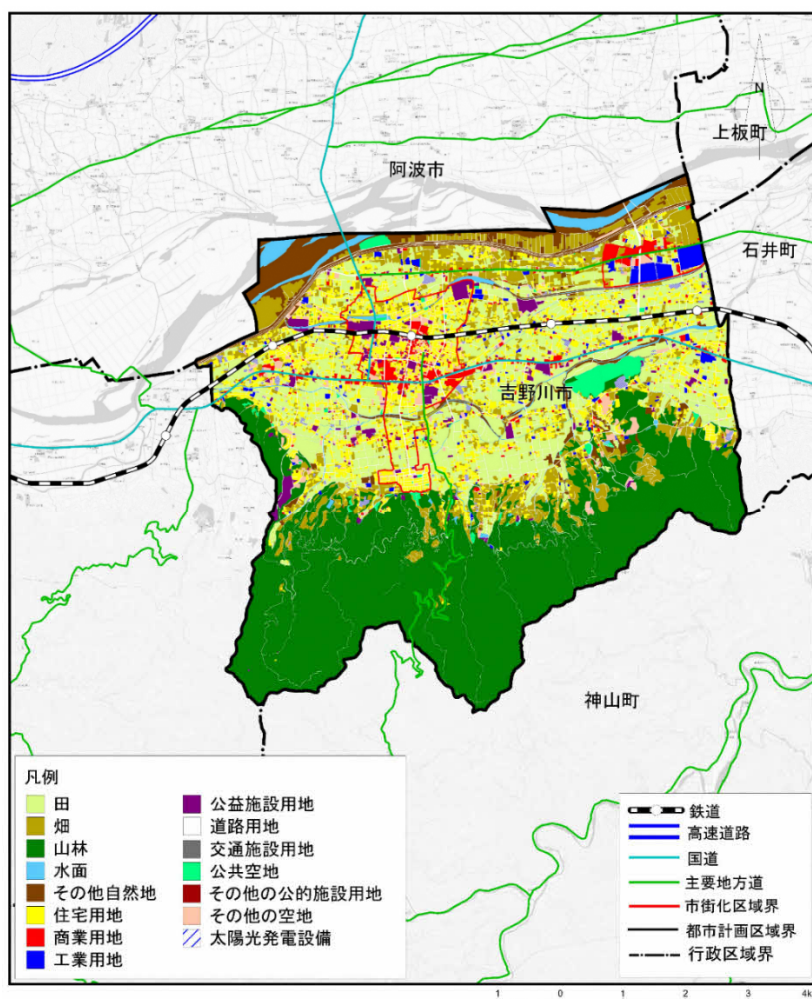 N
上板町
阿波市
石井町
吉野川市
神山町
凡例
田
畑
山林
水面
その他自然地
住宅用地
商業用地
工業用地
公益施設用地
道路用地
交通施設用地
公共空地
その他の公的施設用地
その他の空地
太陽光発電設備
鉄道
高速道路
国道
主要地方道
市街化区域界
都市計画区域界
行政区域界
1 0 1 2 3 4k